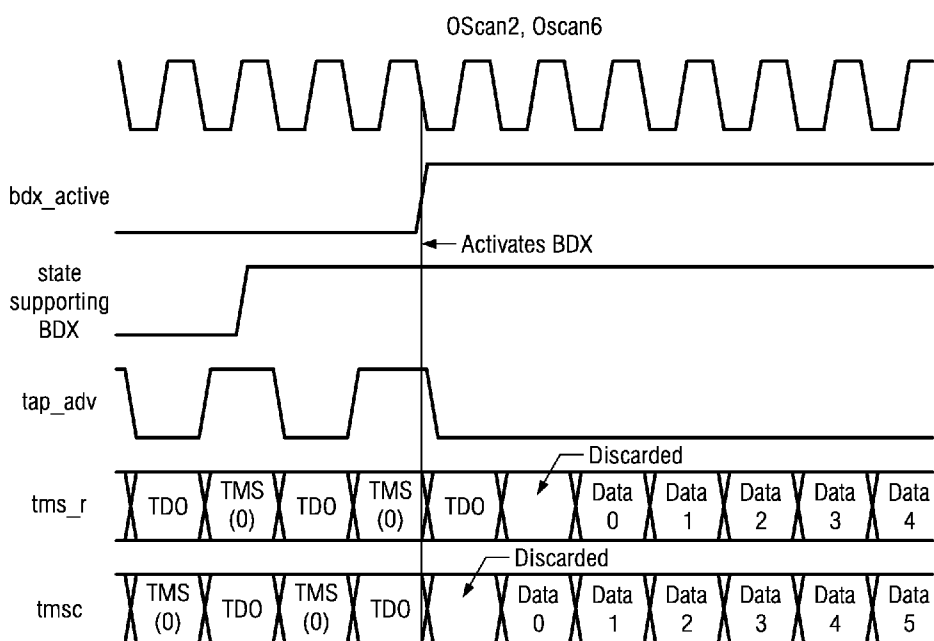 OScan2, Oscan6
bdx_active
Activates BDX
state
supporting
BDX
tap_adv
Discarded
tms_r
TDO
TMS
(0)
TDO
TMS
(0)
TDO
Data
0
Data
1
Data
2
Data
3
Data
4
Discarded
tmsc
TMS
(0)
TDO
TMS
(0)
TDO
Data
0
Data
1
Data
2
Data
3
Data
4
Data
5